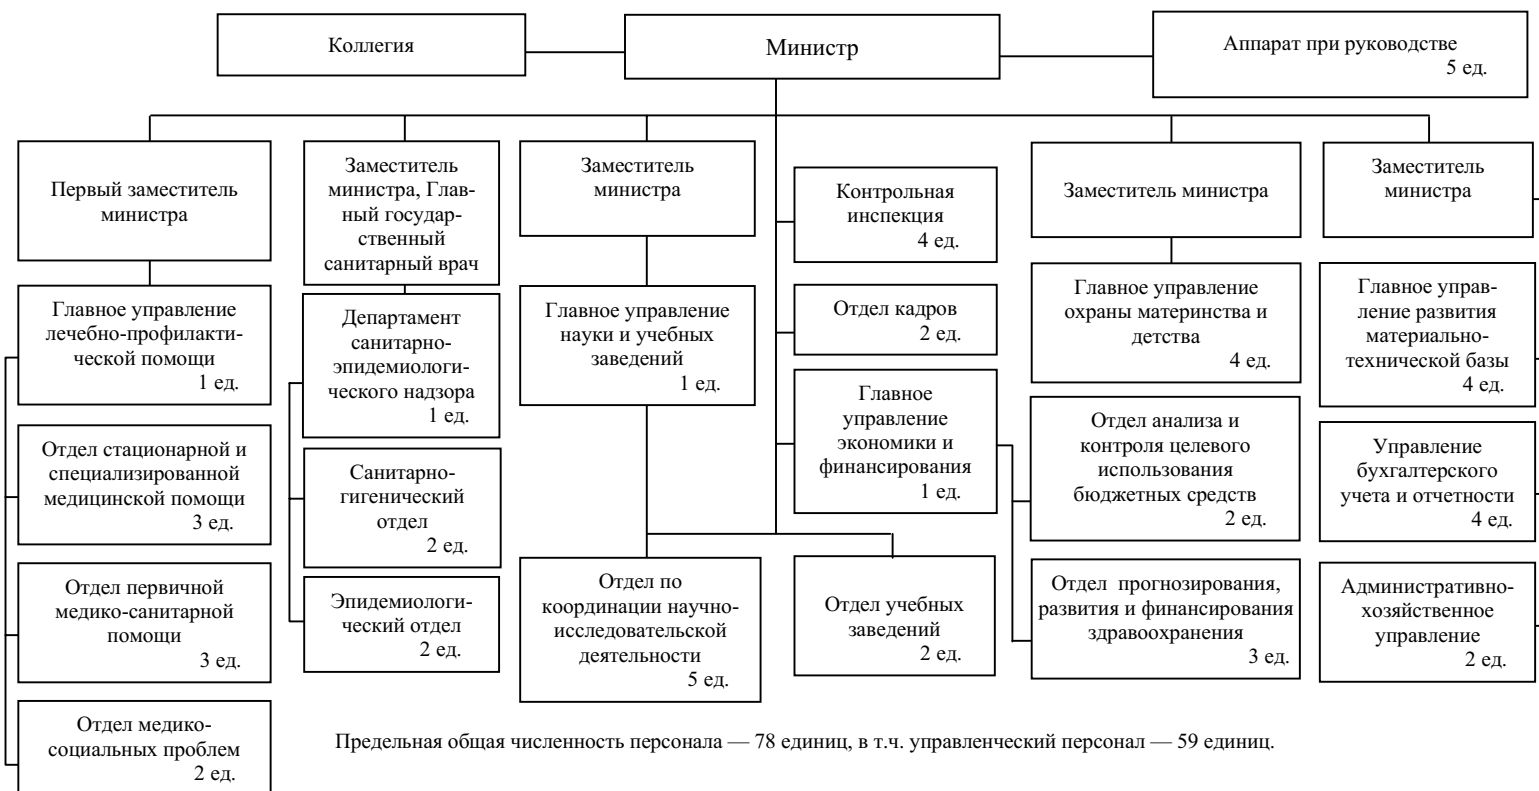 Коллегия
Министр
Аппарат при руководстве
5 ед.
Первый заместитель
министра
Заместитель
министра, Глав-
ный государ-
ственный
санитарный врач
Заместитель
министра
Контрольная
инспекция
4 ед.
Заместитель министра
Заместитель
министра
Главное управление
лечебно-профилакти-
ческой помощи
1 ед.
Департамент
санитарно-
эпидемиологи-
ческого надзора
1 ед.
Главное управление
науки и учебных
заведений
1 ед.
Отдел кадров
2 ед.
Главное управление
охраны материнства и
детства
4 ед.
Главное управ-
ление развития
материально-
технической базы
4 ед.
Отдел стационарной и
специализированной
медицинской помощи
3 ед.
Санитарно-
гигенический
отдел
2 ед.
Главное
управление
экономики и
финансирования
1 ед.
Отдел анализа и
контроля целевого
использования
бюджетных средств
2 ед.
Управление
бухгалтерского
учета и отчетности
4 ед.
Отдел первичной
медико-санитарной
помощи
3 ед.
Эпидемиологи-
ческий отдел
2 ед.
Отдел по
координации научно-
исследовательской
деятельности
5 ед.
Отдел учебных
заведений
2 ед.
Отдел прогнозирования,
развития и финансирования
здравоохранения
3 ед.
Административно-
хозяйственное
управление
2 ед.
Отдел медико-
социальных проблем
2 ед.
Предельная общая численность персонала — 78 единиц, в т.ч. управленческий персонал — 59 единиц.